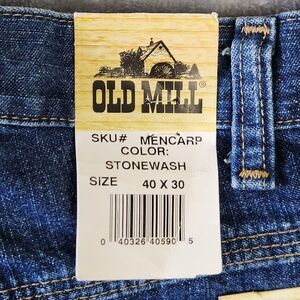 OLD MILL®
SKU# MENCARP
COLOR:
STONEWASH
SIZE 40 X 30
0 40326 40590 5